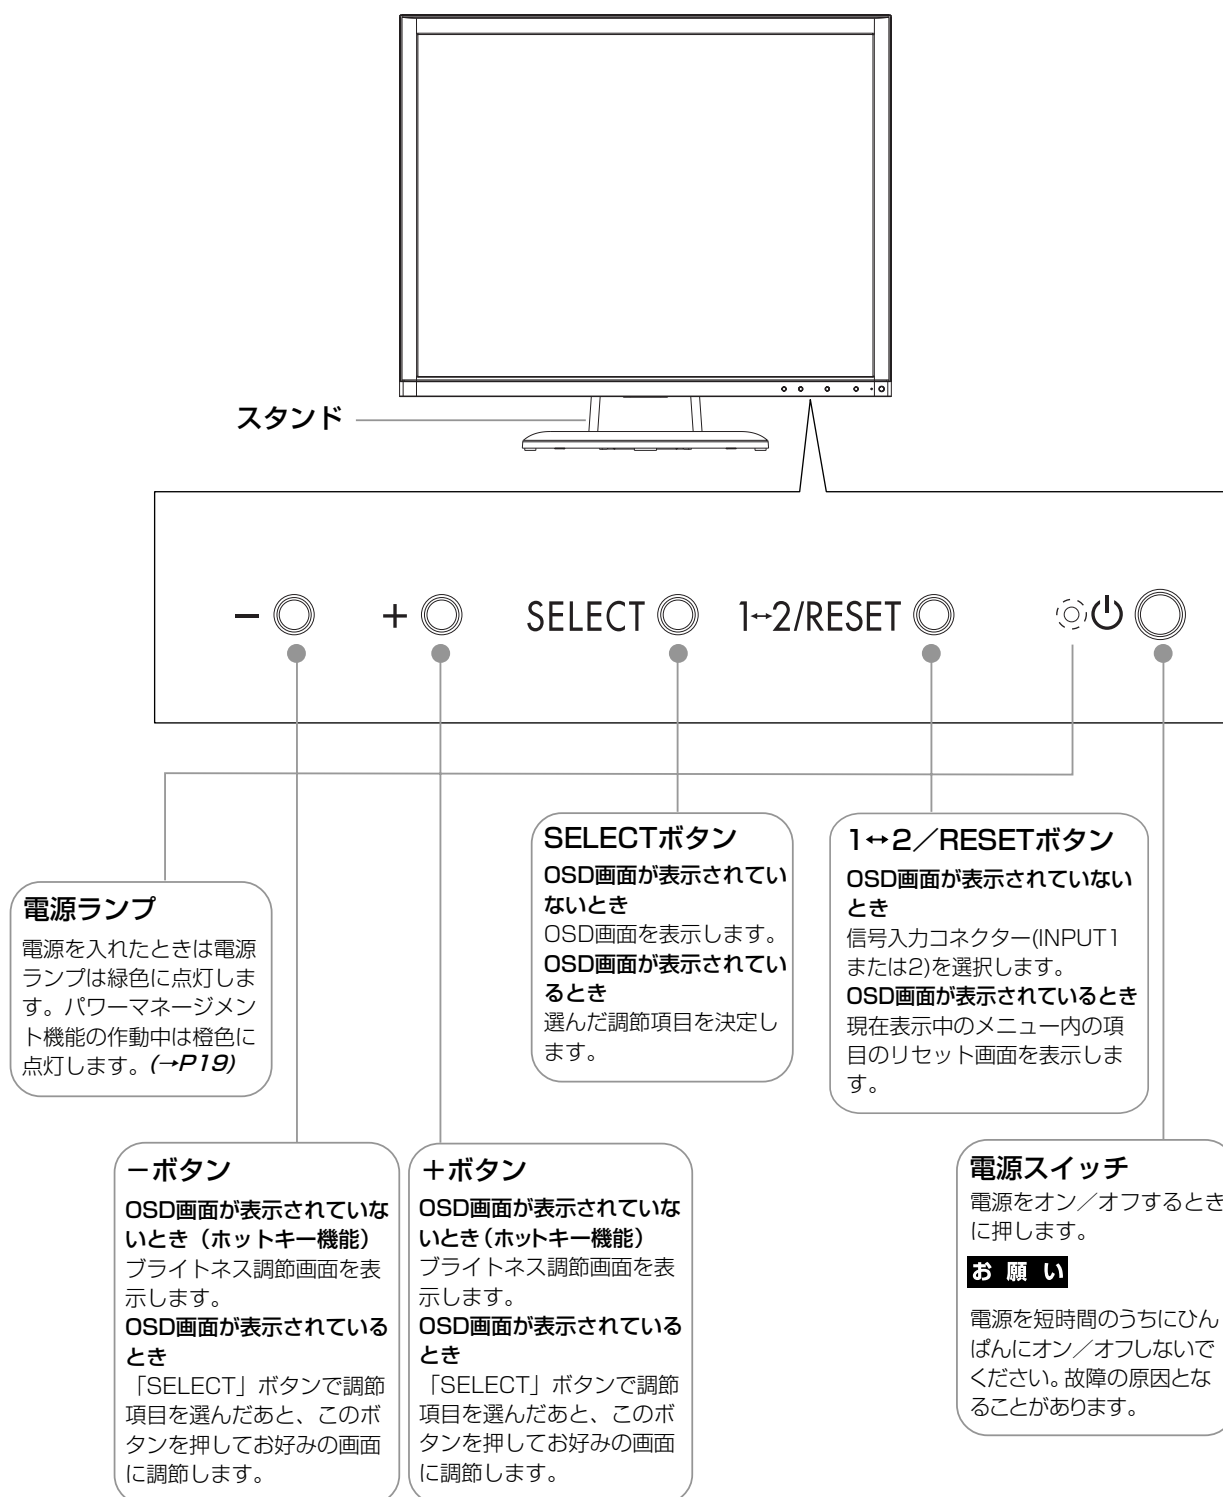 スタンド
− + SELECT 1↔2/RESET
SELECTボタン
OSD画面が表示されてい
ないとき
OSD画面を表示します。
OSD画面が表示されてい
るとき
選んだ調節項目を決定し
ます。
1↔2／RESETボタン
OSD画面が表示されていない
とき
信号入力コネクター(INPUT1
または2)を選択します。
OSD画面が表示されているとき
現在表示中のメニュー内の項
目のリセット画面を表示しま
す。
電源ランプ
電源を入れたときは電源
ランプは緑色に点灯しま
す。パワーマネージメン
ト機能の作動中は橙色に
点灯します。(→P19)
−ボタン
OSD画面が表示されていな
いとき（ホットキー機能）
ブライトネス調節画面を表
示します。
OSD画面が表示されている
とき
「SELECT」ボタンで調節
項目を選んだあと、このボ
タンを押してお好みの画面
に調節します。
＋ボタン
OSD画面が表示されていな
いとき（ホットキー機能）
ブライトネス調節画面を表
示します。
OSD画面が表示されている
とき
「SELECT」ボタンで調節
項目を選んだあと、このボ
タンを押してお好みの画面
に調節します。
電源スイッチ
電源をオン／オフするとき
に押します。
お 願 い
電源を短時間のうちにひん
ぱんにオン／オフしないで
ください。故障の原因とな
ることがあります。